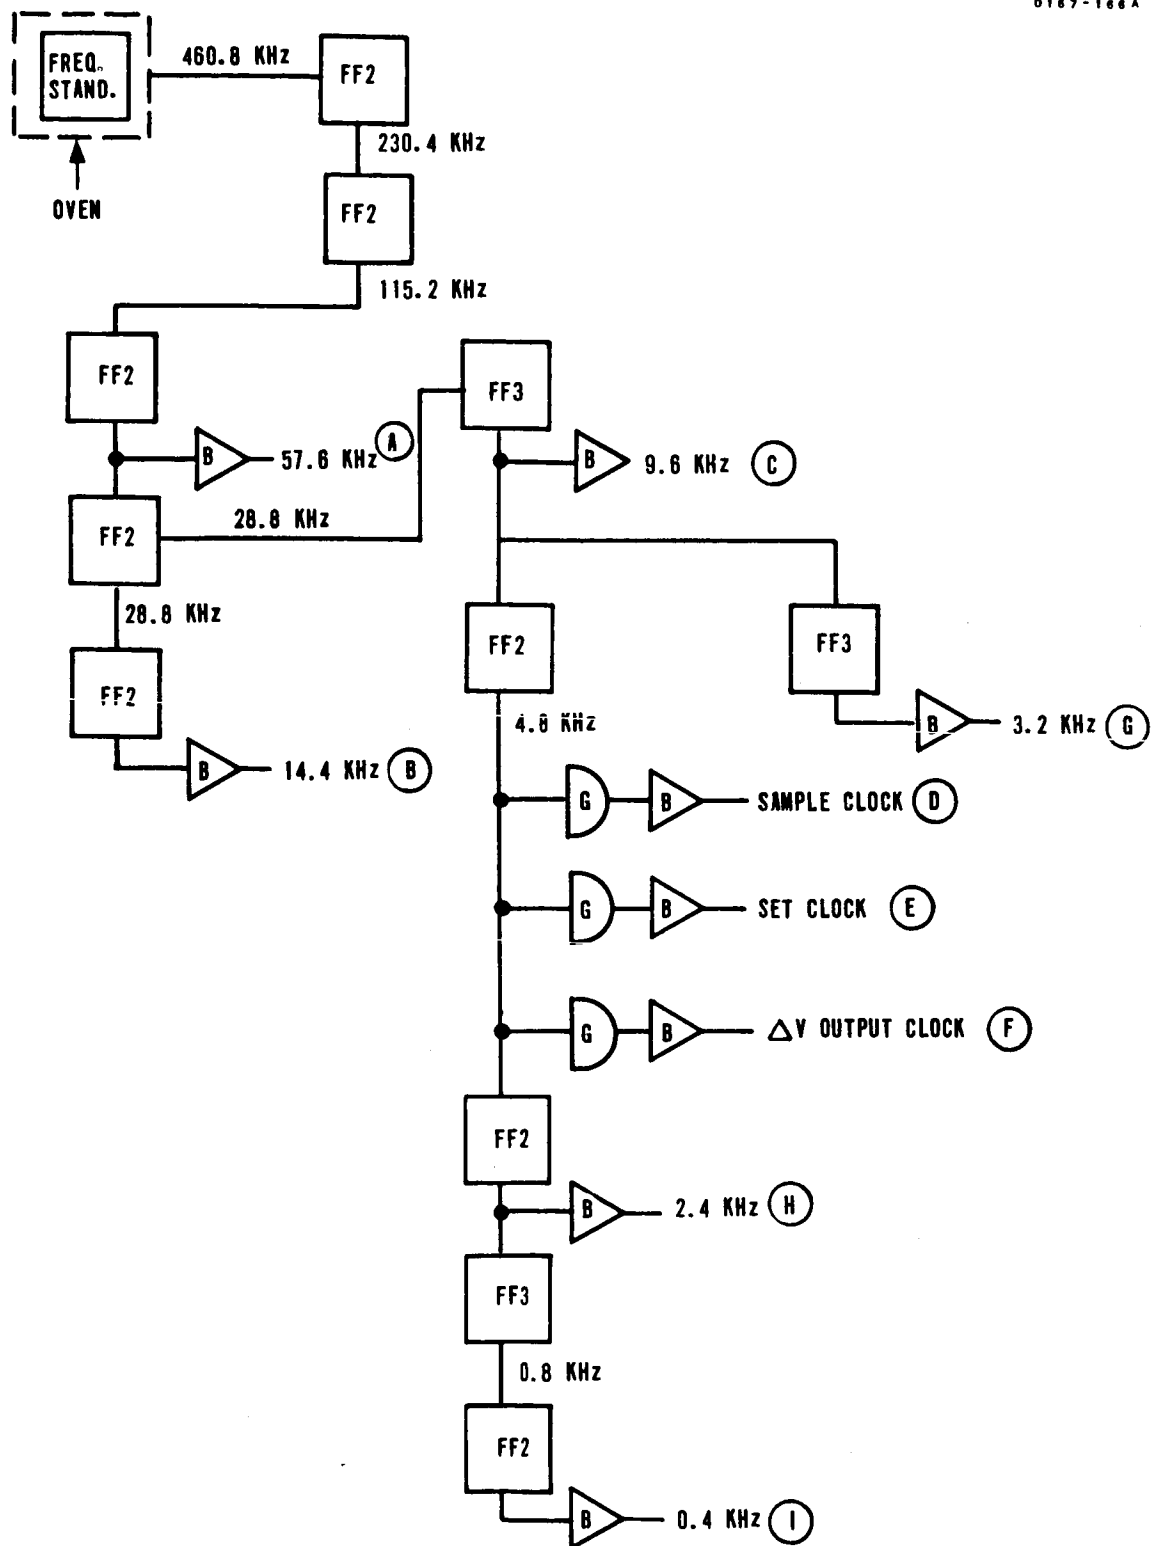 0167-166A
FREQ.
STAND.
460.8 KHz
FF2
230.4 KHz
OVEN
FF2
115.2 KHz
FF2
FF3
B
57.6 KHz
A
B
9.6 KHz
C
FF2
28.8 KHz
28.8 KHz
FF2
FF3
FF2
4.8 KHz
B
3.2 KHz
G
B
14.4 KHz
B
G
B
SAMPLE CLOCK
D
G
B
SET CLOCK
E
G
B
△V OUTPUT CLOCK
F
FF2
B
2.4 KHz
H
FF3
0.8 KHz
FF2
B
0.4 KHz
I